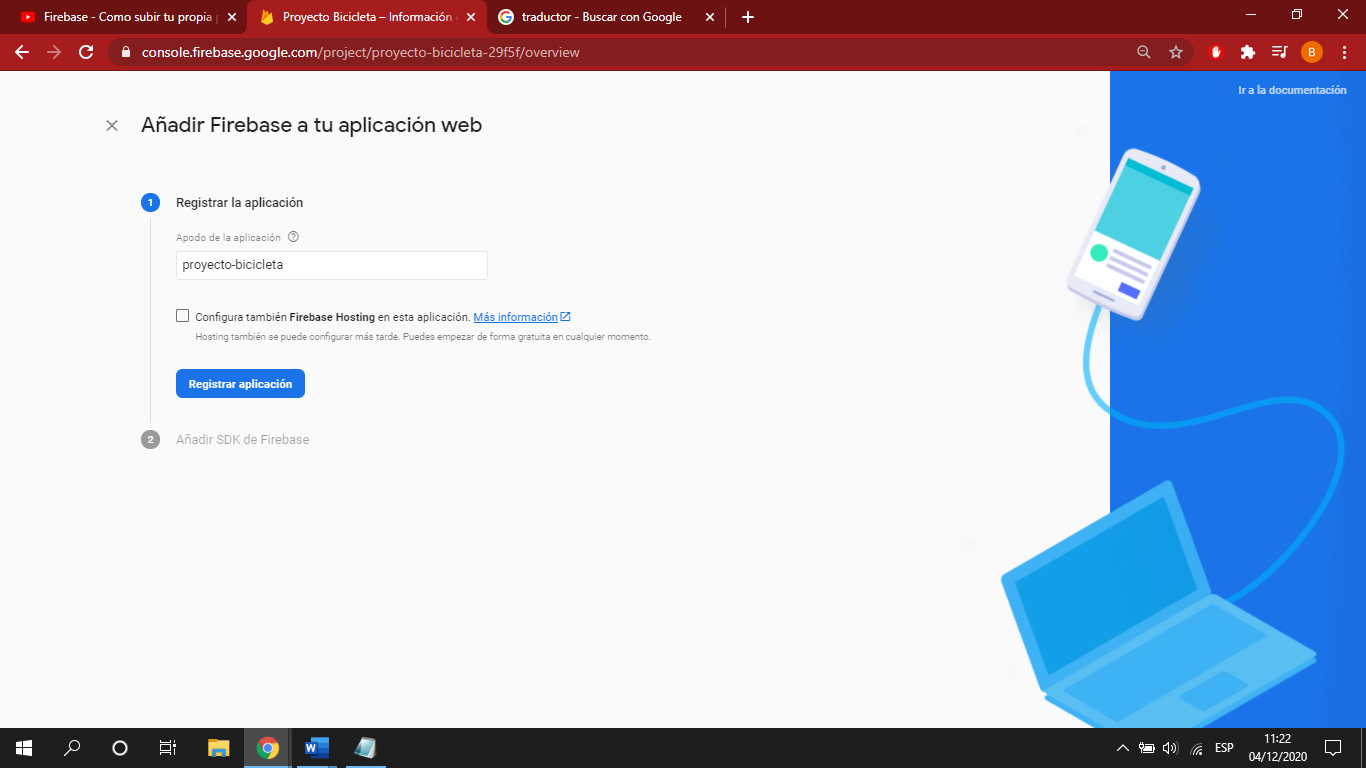 Firebase - Como subir tu propia p
Proyecto Bicicleta – Información
traductor - Buscar con Google
console.firebase.google.com/project/proyecto-bicicleta-29f5f/overview
B
Ir a la documentación
Añadir Firebase a tu aplicación web
1 Registrar la aplicación
Apodo de la aplicación ?
proyecto-bicicleta
Configura también Firebase Hosting en esta aplicación. Más información
Hosting también se puede configurar más tarde. Puedes empezar de forma gratuita en cualquier momento.
Registrar aplicación
2 Añadir SDK de Firebase
ESP
11:22
04/12/2020